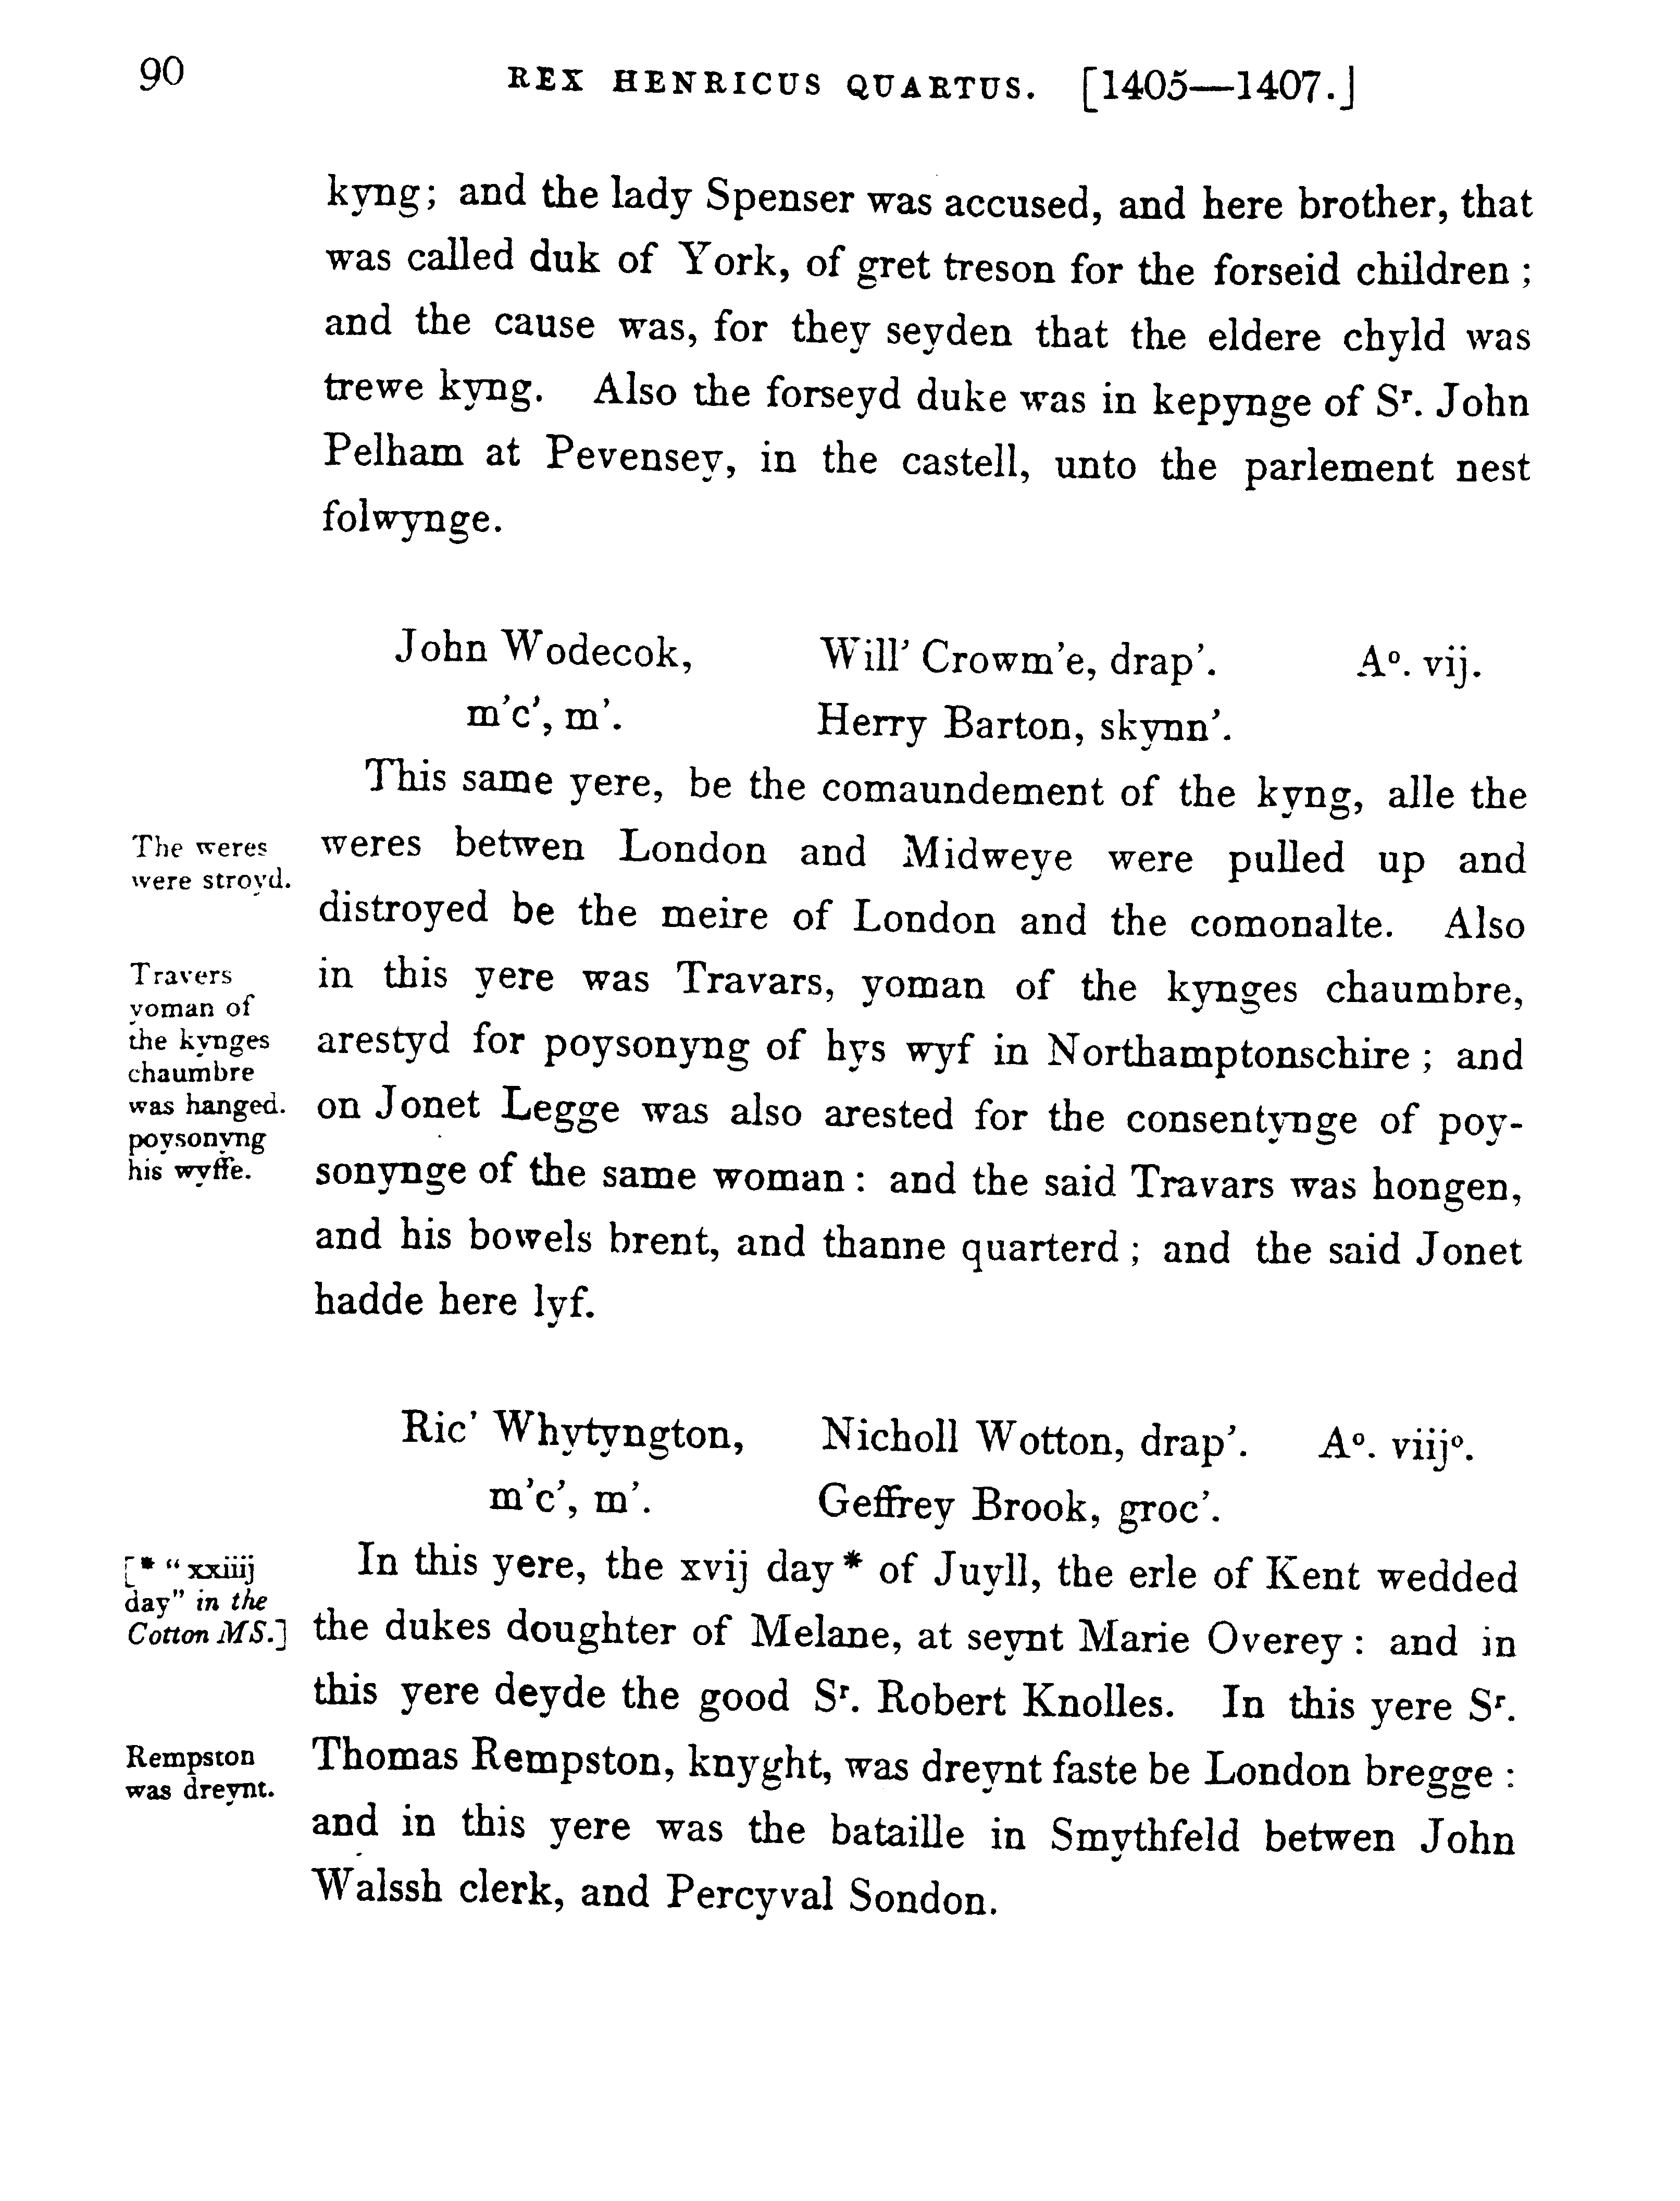 90 REX HENRICUS QUARTUS. [1405—1407.]
kyng; and the lady Spenser was accused, and here brother, that
was called duk of York, of gret treson for the forseid children;
and the cause was, for they seyden that the eldere chyld was
trewe kyng. Also the forseyd duke was in kepynge of Sʳ. John
Pelham at Pevensey, in the castell, unto the parlement nest
folwynge.
John Wodecok, Will' Crowm'e, drap'. Aº. vij.
m'c', m'. Herry Barton, skynn'.
This same yere, be the comaundement of the kyng, alle the
The weres
were stroyd.
weres betwen London and Midweye were pulled up and
distroyed be the meire of London and the comonalte. Also
Travers
yoman of
the kynges
chaumbre
was hanged.
poysonyng
his wyffe.
in this yere was Travars, yoman of the kynges chaumbre,
arestyd for poysonyng of hys wyf in Northamptonschire; and
on Jonet Legge was also arested for the consentynge of poy-
sonynge of the same woman: and the said Travars was hongen,
and his bowels brent, and thanne quarterd; and the said Jonet
hadde here lyf.
Ric' Whytyngton, Nicholl Wotton, drap'. Aº. viijº.
m'c', m'. Geffrey Brook, groc'.
[* "xxiiij
day" in the
Cotton MS.]
In this yere, the xvij day* of Juyll, the erle of Kent wedded
the dukes doughter of Melane, at seynt Marie Overey: and in
this yere deyde the good Sʳ. Robert Knolles. In this yere Sʳ.
Rempston
was dreynt.
Thomas Rempston, knyght, was dreynt faste be London bregge:
and in this yere was the bataille in Smythfeld betwen John
Walssh clerk, and Percyval Sondon.